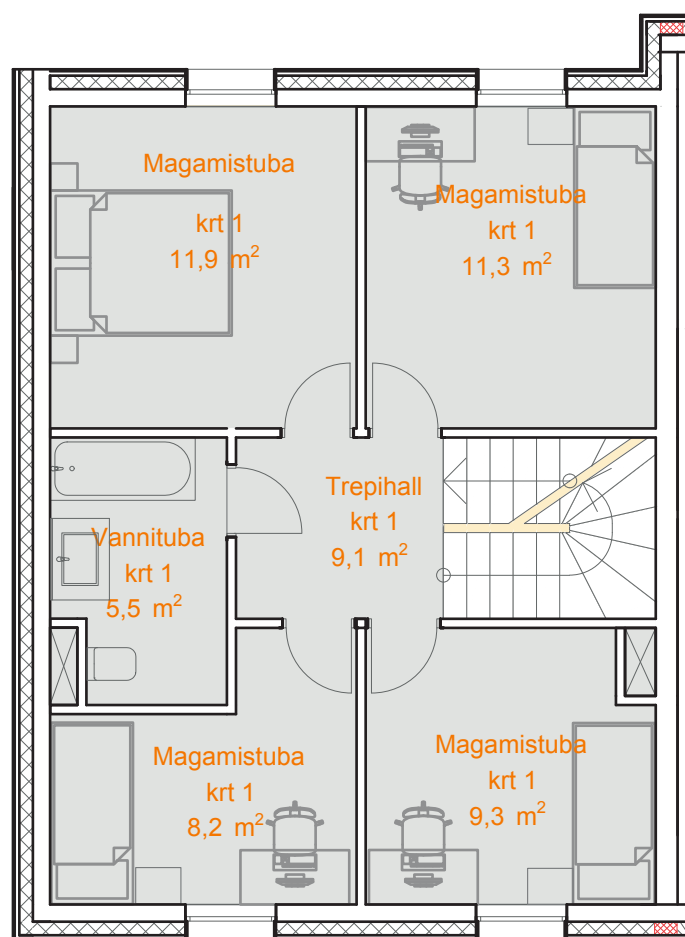 Magamistuba
krt 1
11,9 m²
Magamistuba
krt 1
11,3 m²
Trepihall
krt 1
9,1 m²
Vannituba
krt 1
5,5 m²
Magamistuba
krt 1
8,2 m²
Magamistuba
krt 1
9,3 m²